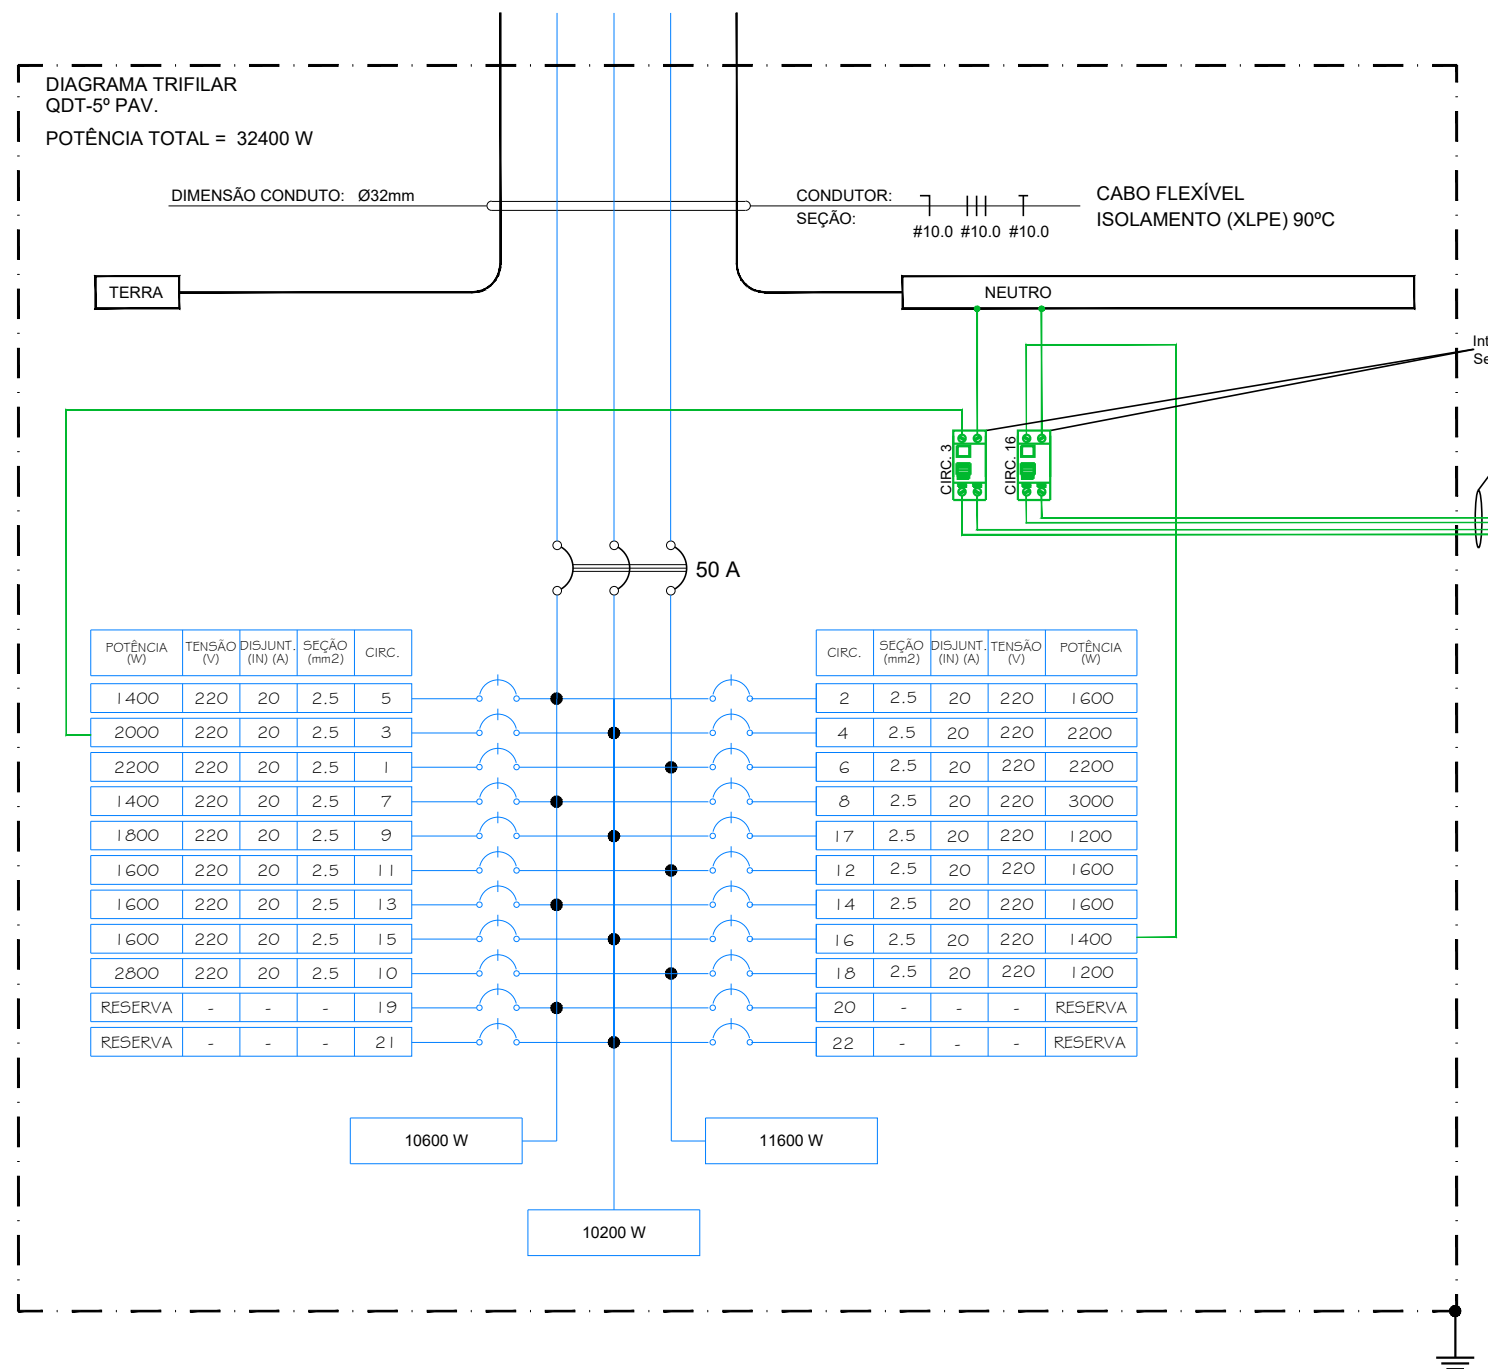 DIAGRAMA TRIFILAR
QDT-5º PAV.
POTÊNCIA TOTAL = 32400 W
DIMENSÃO CONDUTO: Ø32mm
CONDUTOR:
SEÇÃO:
#10.0 #10.0 #10.0
CABO FLEXÍVEL
ISOLAMENTO (XLPE) 90ºC
TERRA
NEUTRO
Int
Se
CIRC. 3
CIRC. 16
50 A
POTÊNCIA (W) TENSÃO (V) DISJUNT. (IN) (A) SEÇÃO (mm2) CIRC.
1400 220 20 2.5 5
2000 220 20 2.5 3
2200 220 20 2.5 1
1400 220 20 2.5 7
1800 220 20 2.5 9
1600 220 20 2.5 11
1600 220 20 2.5 13
1600 220 20 2.5 15
2800 220 20 2.5 10
RESERVA - - - 19
RESERVA - - - 21
CIRC. SEÇÃO (mm2) DISJUNT. (IN) (A) TENSÃO (V) POTÊNCIA (W)
2 2.5 20 220 1600
4 2.5 20 220 2200
6 2.5 20 220 2200
8 2.5 20 220 3000
17 2.5 20 220 1200
12 2.5 20 220 1600
14 2.5 20 220 1600
16 2.5 20 220 1400
18 2.5 20 220 1200
20 - - - RESERVA
22 - - - RESERVA
10600 W
11600 W
10200 W